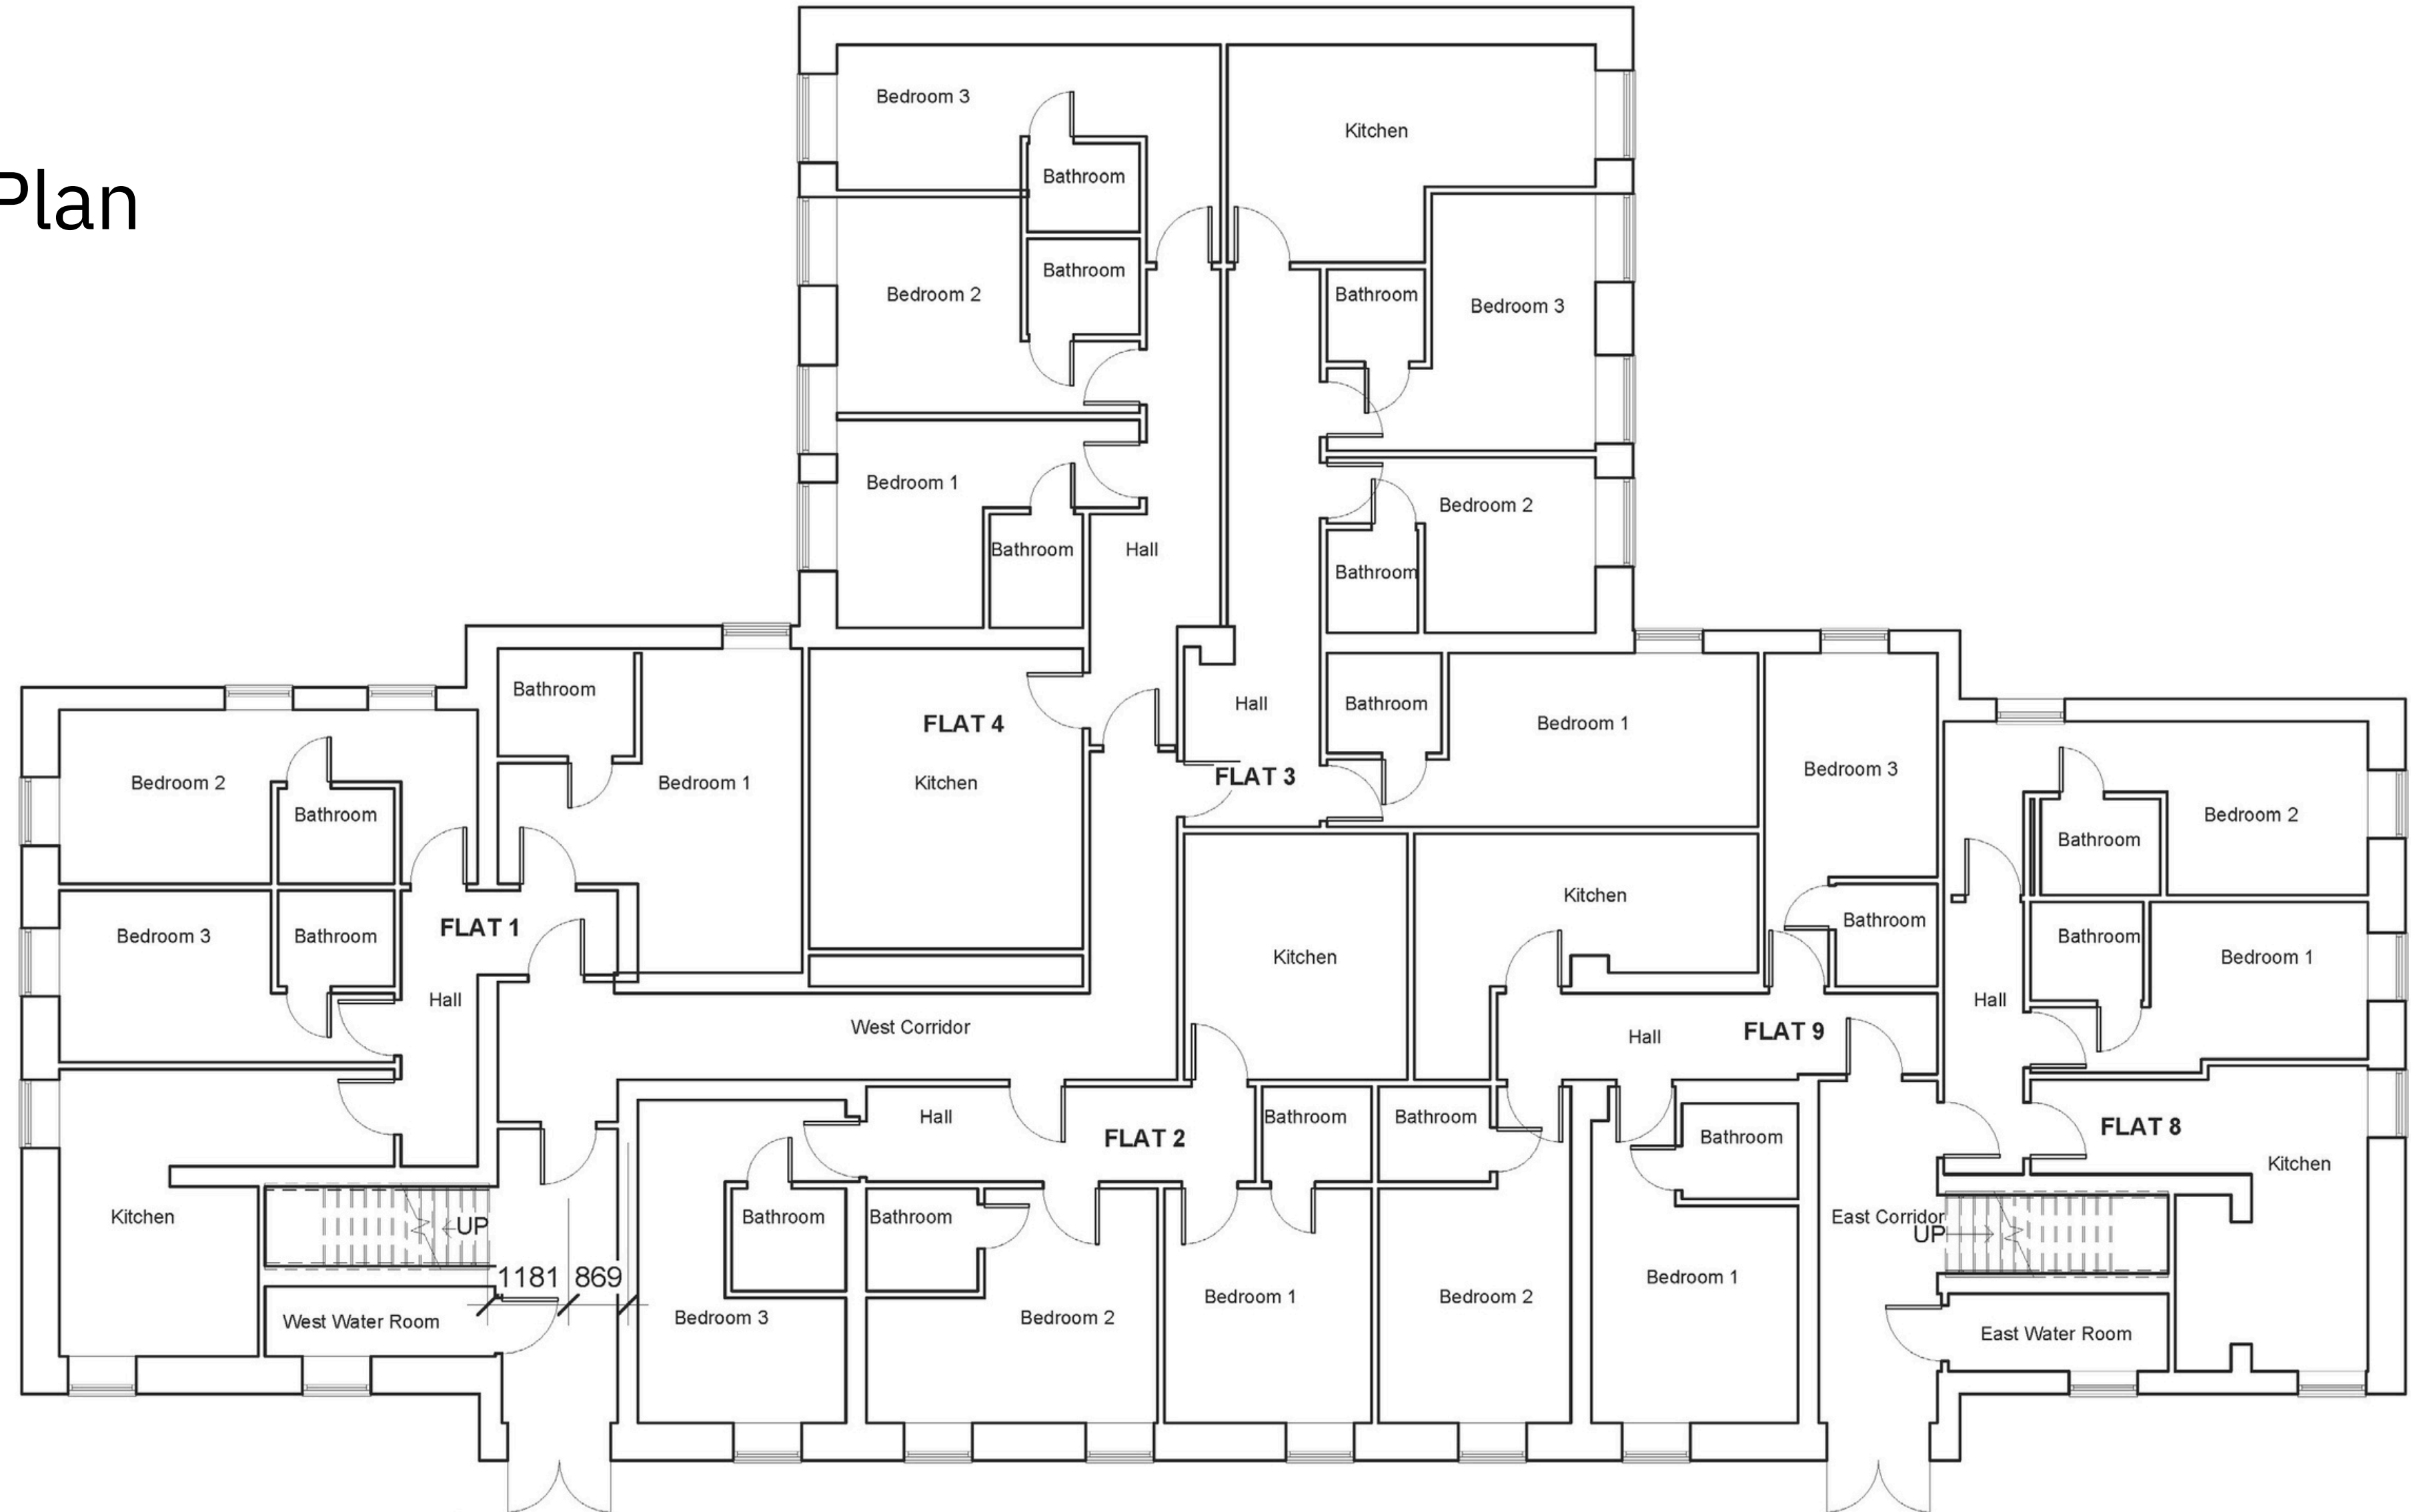 Plan
Bedroom 3
Bathroom
Kitchen
Bathroom
Bedroom 2
Bathroom
Bedroom 3
Bedroom 1
Bathroom
Hall
Bedroom 2
Bathroom
Bathroom
FLAT 4
Hall
Bathroom
Bedroom 1
Bedroom 2
Bathroom
Bedroom 1
Kitchen
FLAT 3
Bedroom 3
Bathroom
Bedroom 2
Bedroom 3
Bathroom
FLAT 1
Hall
Kitchen
Kitchen
Bathroom
Bathroom
Bedroom 1
Hall
West Corridor
Hall
FLAT 9
Hall
FLAT 2
Bathroom
Bathroom
Bathroom
FLAT 8
Kitchen
Kitchen
UP
Bathroom
Bathroom
East Corridor
UP
1181
869
West Water Room
Bedroom 3
Bedroom 2
Bedroom 1
Bedroom 2
Bedroom 1
East Water Room